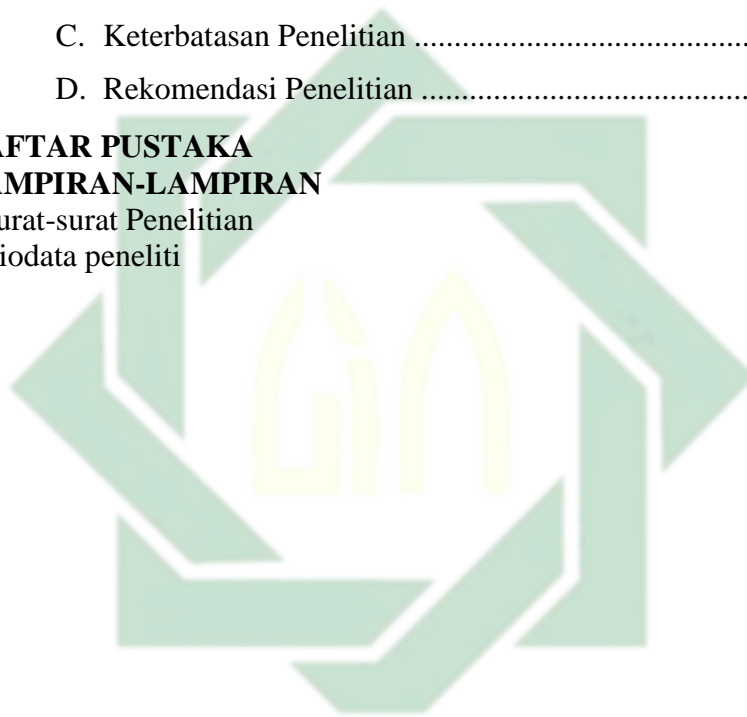 C. Keterbatasan Penelitian .........................................
D. Rekomendasi Penelitian ........................................
AFTAR PUSTAKA
AMPIRAN-LAMPIRAN
urat-surat Penelitian
iodata peneliti